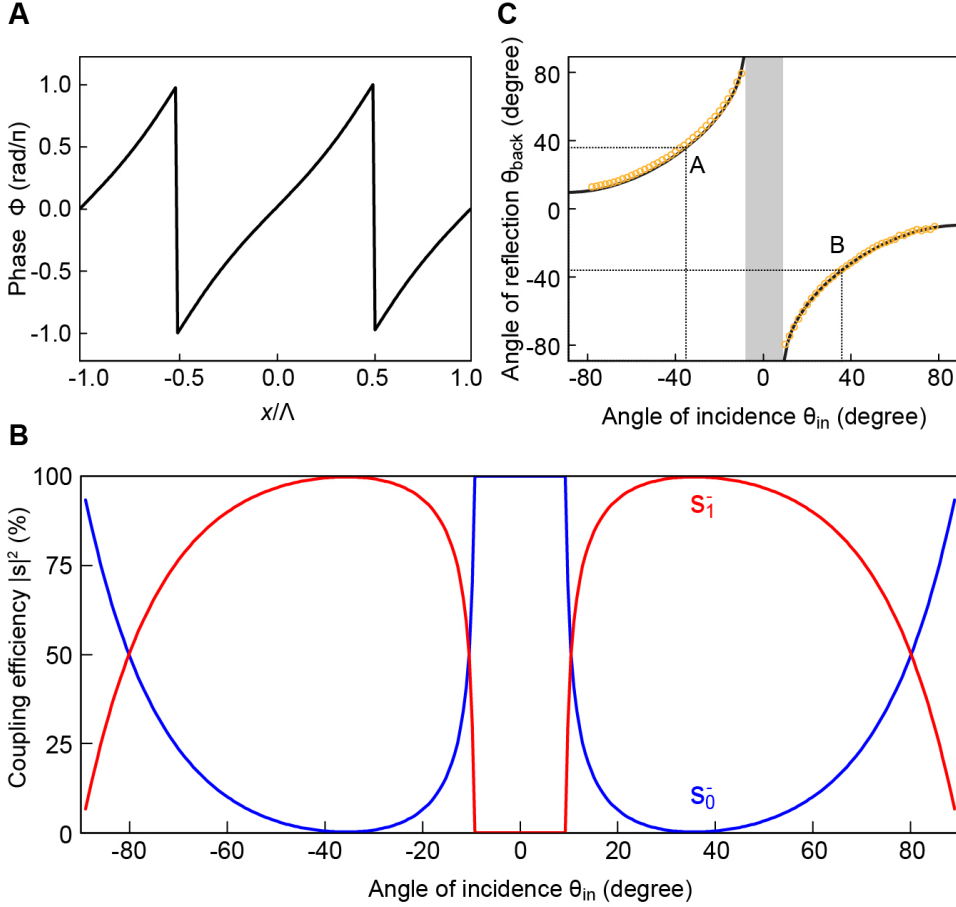 A
Phase Φ (rad/π)
1.0
0.5
0.0
-0.5
-1.0
-1.0 -0.5 0.0 0.5 1.0
x/Λ
C
Angle of reflection θback (degree)
80
40
0
-40
-80
A
B
-80 -40 0 40 80
Angle of incidence θin (degree)
B
Coupling efficiency |s|² (%)
100
75
50
25
0
S₁⁻
S₀⁻
-80 -60 -40 -20 0 20 40 60 80
Angle of incidence θin (degree)